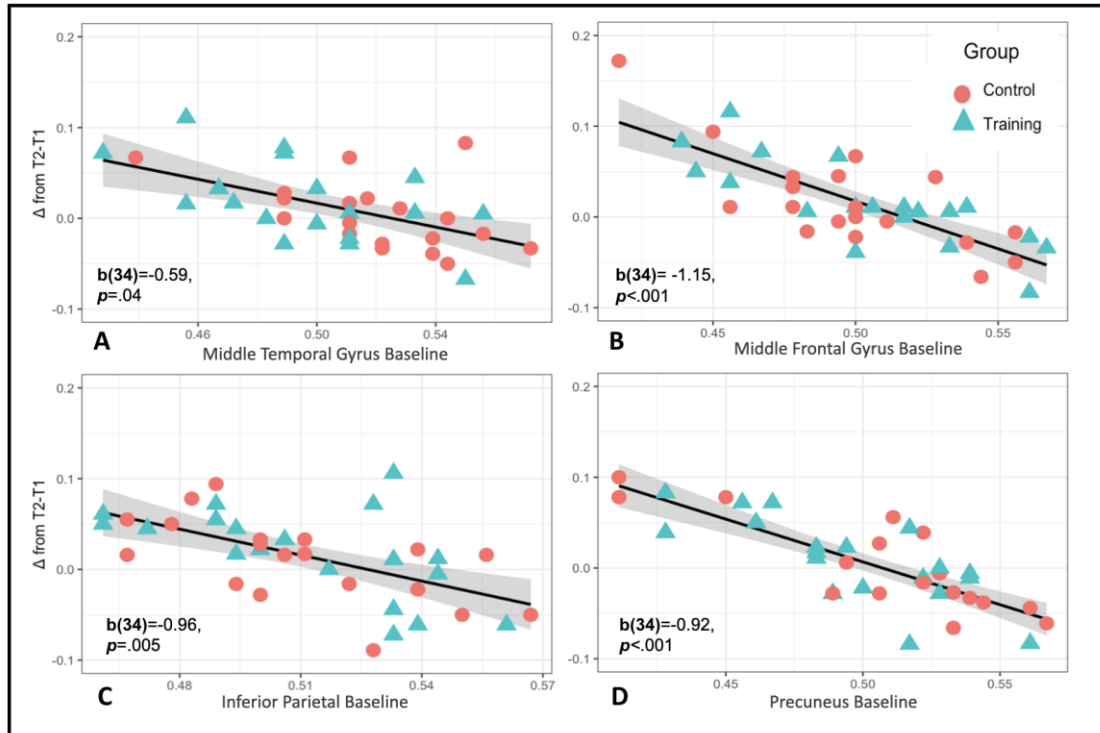 0.2
0.1
0.0
-0.1
Δ from T2-T1
b(34)=-0.59,
p=.04
A
0.46
0.50
0.54
Middle Temporal Gyrus Baseline
0.2
0.1
0.0
-0.1
Group
Control
Training
b(34)= -1.15,
p<.001
B
0.45
0.50
0.55
Middle Frontal Gyrus Baseline
0.2
0.1
0.0
-0.1
Δ from T2-T1
b(34)=-0.96,
p=.005
C
0.48
0.51
0.54
0.57
Inferior Parietal Baseline
0.2
0.1
0.0
-0.1
b(34)=-0.92,
p<.001
D
0.45
0.50
0.55
Precuneus Baseline